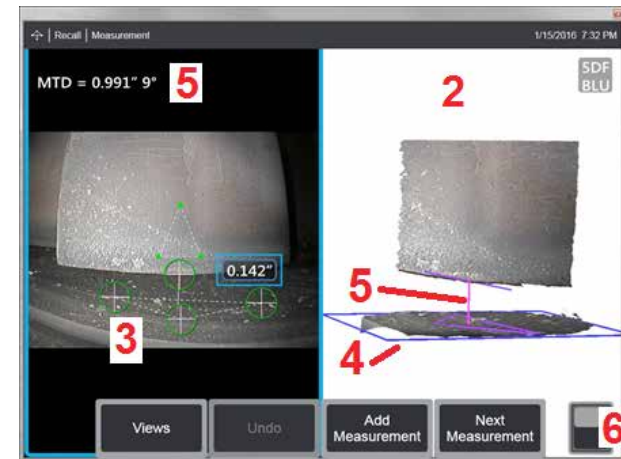 Recall | Measurement
1/15/2016 7:32 PM
MTD = 0.991" 9°
5
2
SDF
BLU
0.142"
5
3
4
Views
Undo
Add
Measurement
Next
Measurement
6